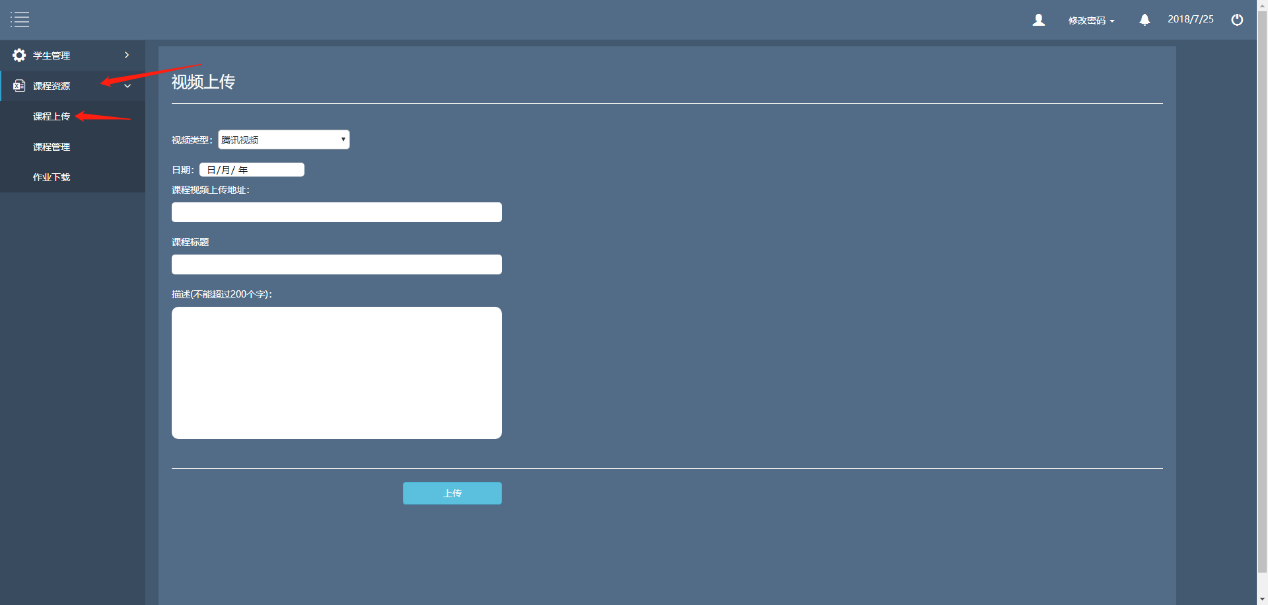 修改密码
2018/7/25
学生管理
课程资源
课程上传
课程管理
作业下载
视频上传
视频类型: 腾讯视频
日期: 日/月/ 年
课程视频上传地址:
课程标题
描述(不能超过200个字):
上传